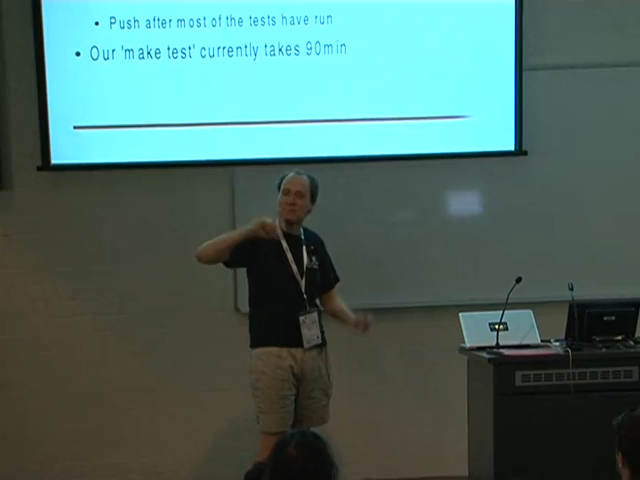 Push after most of the tests have run
Our 'make test' currently takes 90min